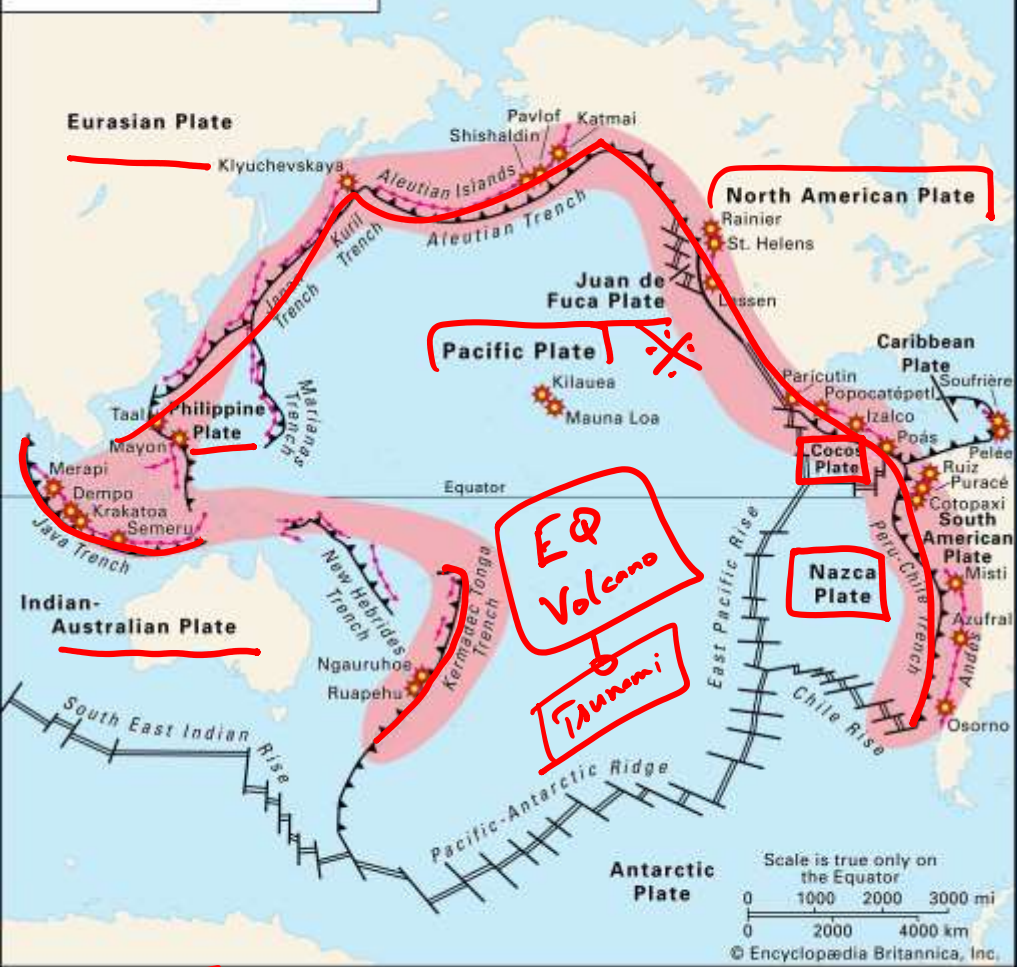 Eurasian Plate
Pavlof
Katmai
Shishaldin
Klyuchevskaya
Aleutian Islands
North American Plate
Rainier
St. Helens
Kuril
Trench
Aleutian Trench
Juan de
Fuca Plate
Lassen
Japan
Trench
Pacific Plate
Caribbean
Plate
Soufrière
Kilauea
Mauna Loa
Paricutín
Popocatépetl
Izalco
Marianas
Trench
Taal
Philippine
Plate
Mayon
Poás
Pelée
Cocos
Plate
Merapi
Dempo
Krakatoa
Semeru
Java Trench
Equator
Ruiz
Puracé
Cotopaxi
South
American
Plate
EQ
Volcano
Tsunami
New Hebrides
Trench
Kermadec Tonga
Trench
East Pacific Rise
Nazca
Plate
Peru-Chile Trench
Misti
Azufral
Andes
Indian-
Australian Plate
Ngauruhoe
Ruapehu
Chile Rise
Osorno
South East Indian Rise
Pacific-Antarctic Ridge
Antarctic
Plate
Scale is true only on
the Equator
0 1000 2000 3000 mi
0 2000 4000 km
© Encyclopædia Britannica, Inc.